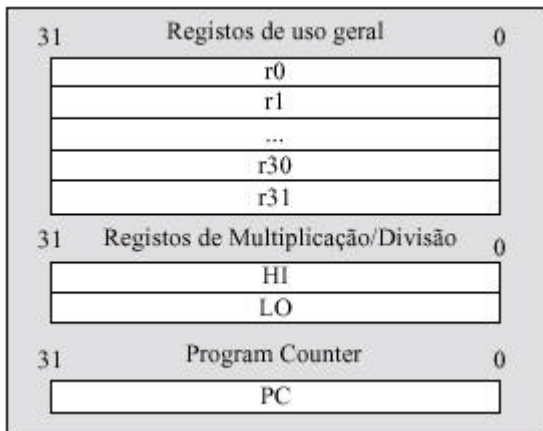 31 Registos de uso geral 0
r0
r1
...
r30
r31
31 Registos de Multiplicação/Divisão 0
HI
LO
31 Program Counter 0
PC